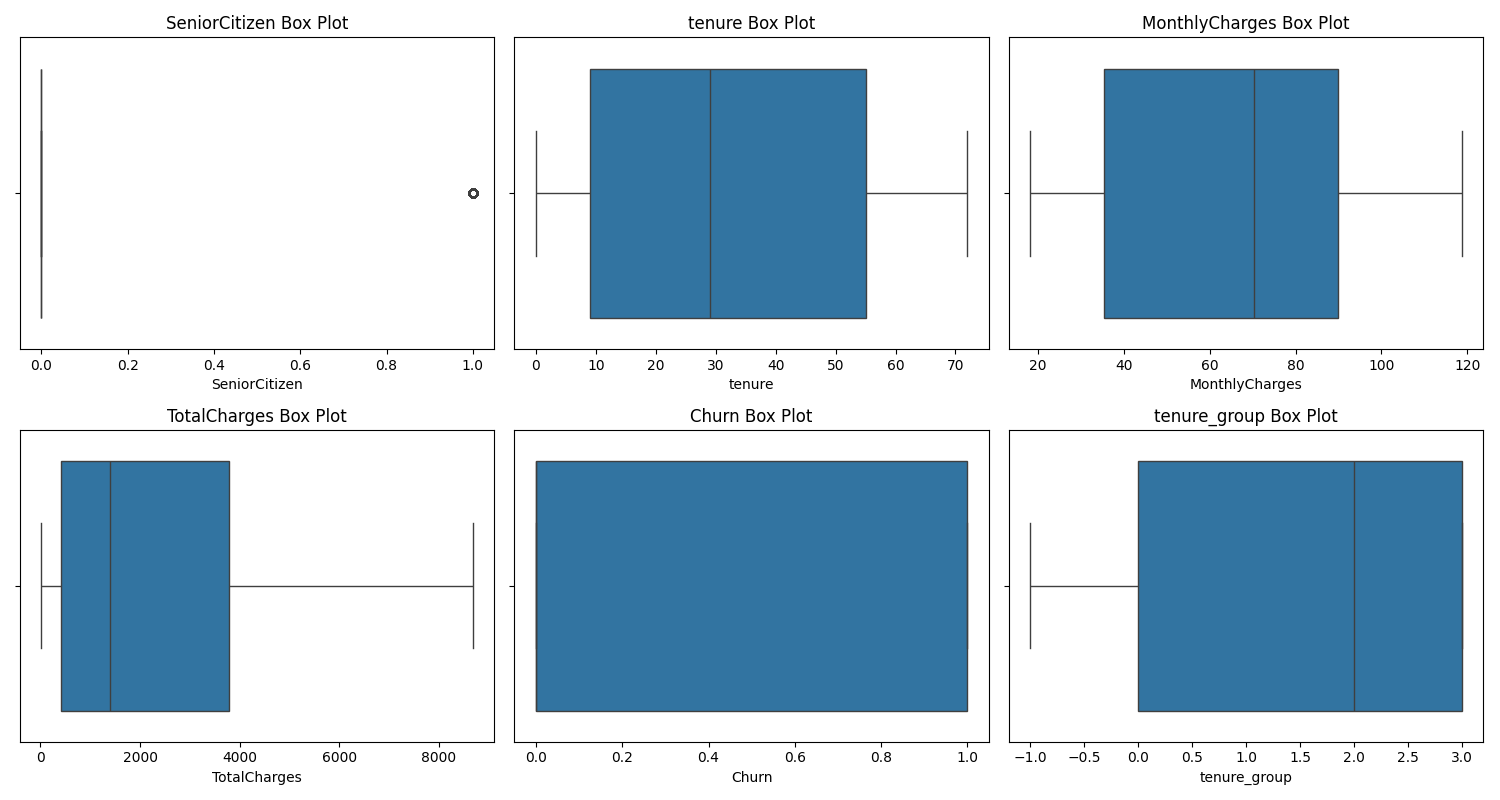 SeniorCitizen Box Plot
tenure Box Plot
MonthlyCharges Box Plot
0.0 0.2 0.4 0.6 0.8 1.0
0 10 20 30 40 50 60 70
20 40 60 80 100 120
SeniorCitizen
tenure
MonthlyCharges
TotalCharges Box Plot
Churn Box Plot
tenure_group Box Plot
0 2000 4000 6000 8000
0.0 0.2 0.4 0.6 0.8 1.0
−1.0 −0.5 0.0 0.5 1.0 1.5 2.0 2.5 3.0
TotalCharges
Churn
tenure_group